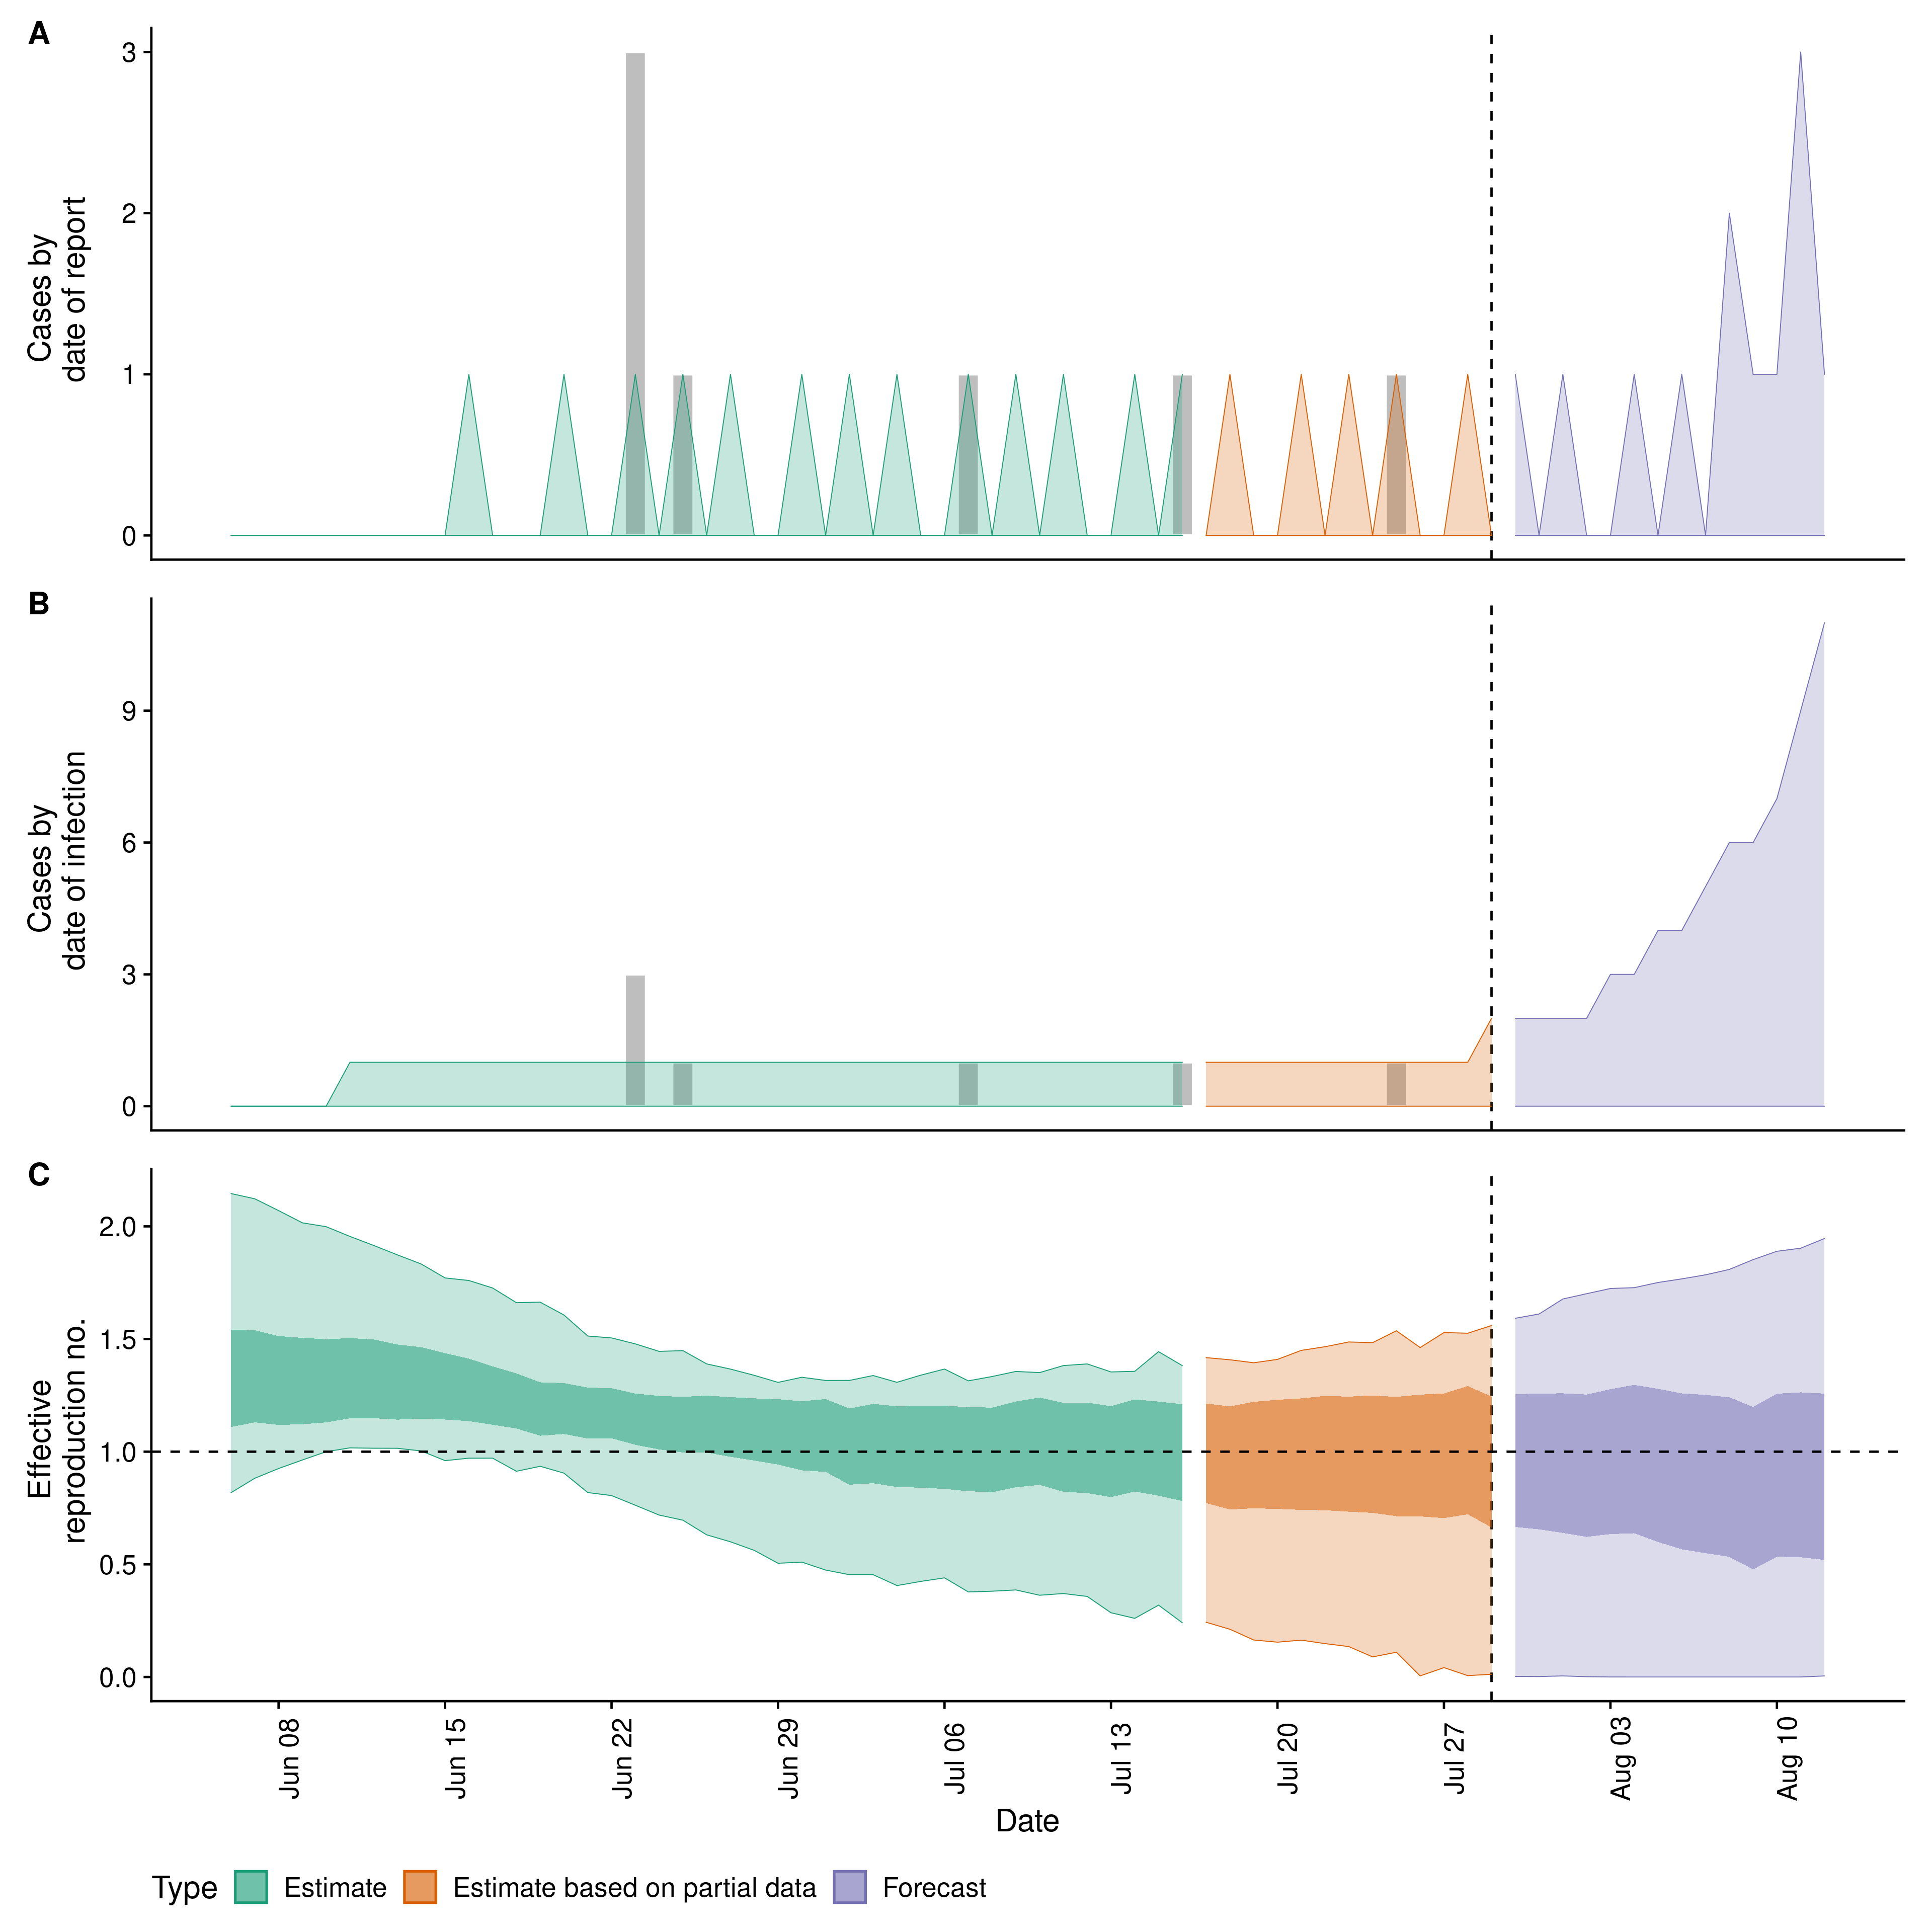 A
3
2
1
0
Cases by
date of report
B
9
6
3
0
Cases by
date of infection
C
2.0
1.5
1.0
0.5
0.0
Effective
reproduction no.
Jun 08
Jun 15
Jun 22
Jun 29
Jul 06
Jul 13
Jul 20
Jul 27
Aug 03
Aug 10
Date
Type Estimate Estimate based on partial data Forecast